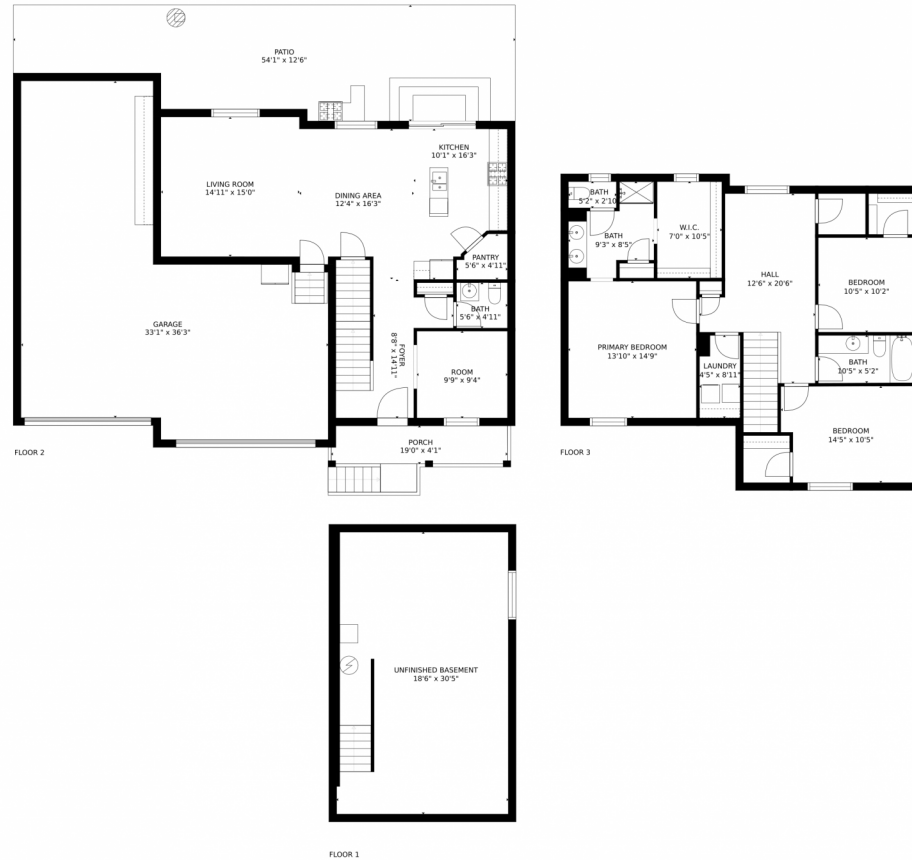 PATIO
54'1" x 12'6"
KITCHEN
10'1" x 16'3"
LIVING ROOM
14'11" x 15'0"
DINING AREA
12'4" x 16'3"
PANTRY
5'6" x 4'11"
BATH
5'6" x 4'11"
GARAGE
33'1" x 36'3"
FOYER
8'8" x 14'11"
ROOM
9'9" x 9'4"
PORCH
19'0" x 4'1"
FLOOR 2
BATH
5'2" x 2'10"
BATH
9'3" x 8'5"
W.I.C.
7'0" x 10'5"
HALL
12'6" x 20'6"
BEDROOM
10'5" x 10'2"
PRIMARY BEDROOM
13'10" x 14'9"
LAUNDRY
4'5" x 8'11"
BATH
10'5" x 5'2"
BEDROOM
14'5" x 10'5"
FLOOR 3
UNFINISHED BASEMENT
18'6" x 30'5"
FLOOR 1